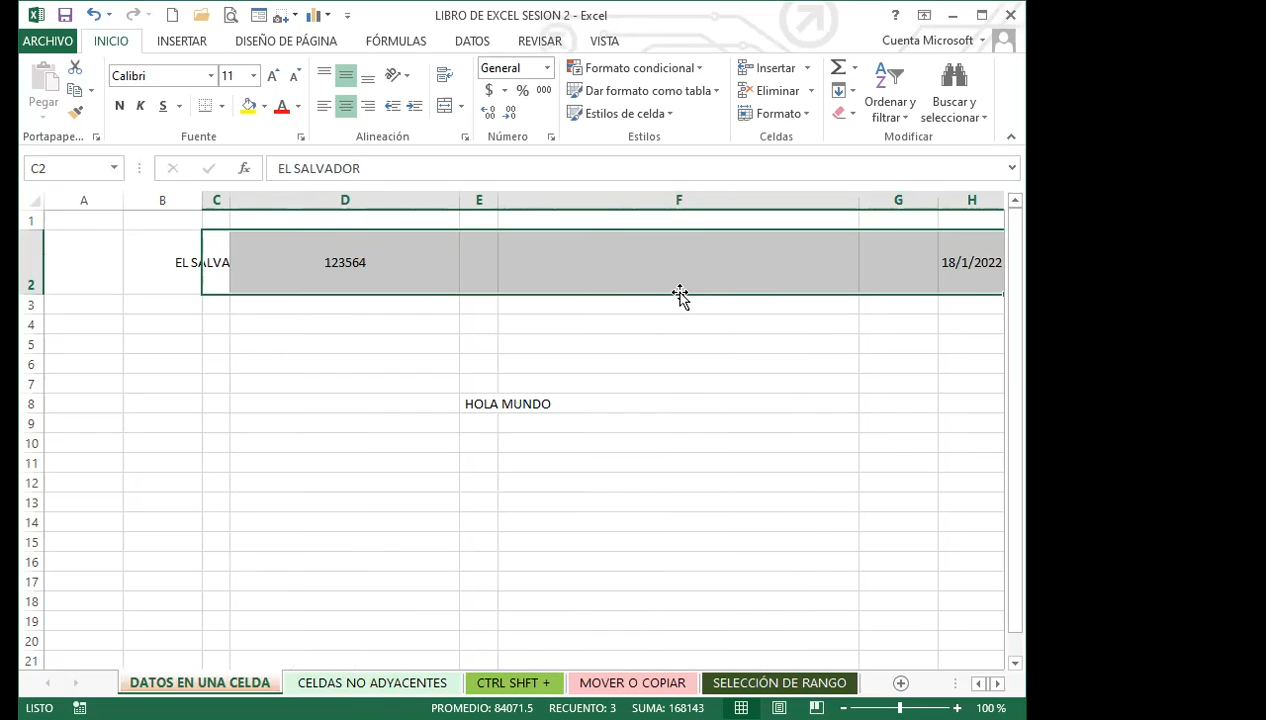 LIBRO DE EXCEL SESION 2 - Excel
ARCHIVO INICIO INSERTAR DISEÑO DE PÁGINA FÓRMULAS DATOS REVISAR VISTA Cuenta Microsoft
Pegar
Calibri 11
N K S
General
$ % 000
Formato condicional
Dar formato como tabla
Estilos de celda
Insertar
Eliminar
Formato
Ordenar y filtrar
Buscar y seleccionar
Portapape... Fuente Alineación Número Estilos Celdas Modificar
C2 fx EL SALVADOR
A B C D E F G H
1
2 EL SALVA 123564 18/1/2022
3
4
5
6
7
8 HOLA MUNDO
9
10
11
12
13
14
15
16
17
18
19
20
21
DATOS EN UNA CELDA CELDAS NO ADYACENTES CTRL SHFT + MOVER O COPIAR SELECCIÓN DE RANGO
LISTO PROMEDIO: 84071.5 RECUENTO: 3 SUMA: 168143 100 %